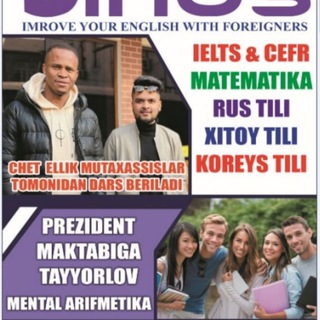 IMROVE YOUR ENGLISH WITH FOREIGNERS
IELTS & CEFR
MATEMATIKA
RUS TILI
XITOY TILI
KOREYS TILI
CHET ELLIK MUTAXASSISLAR
TOMONIDAN DARS BERILADI
PREZIDENT
MAKTABIGA
TAYYORLOV
MENTAL ARIFMETIKA